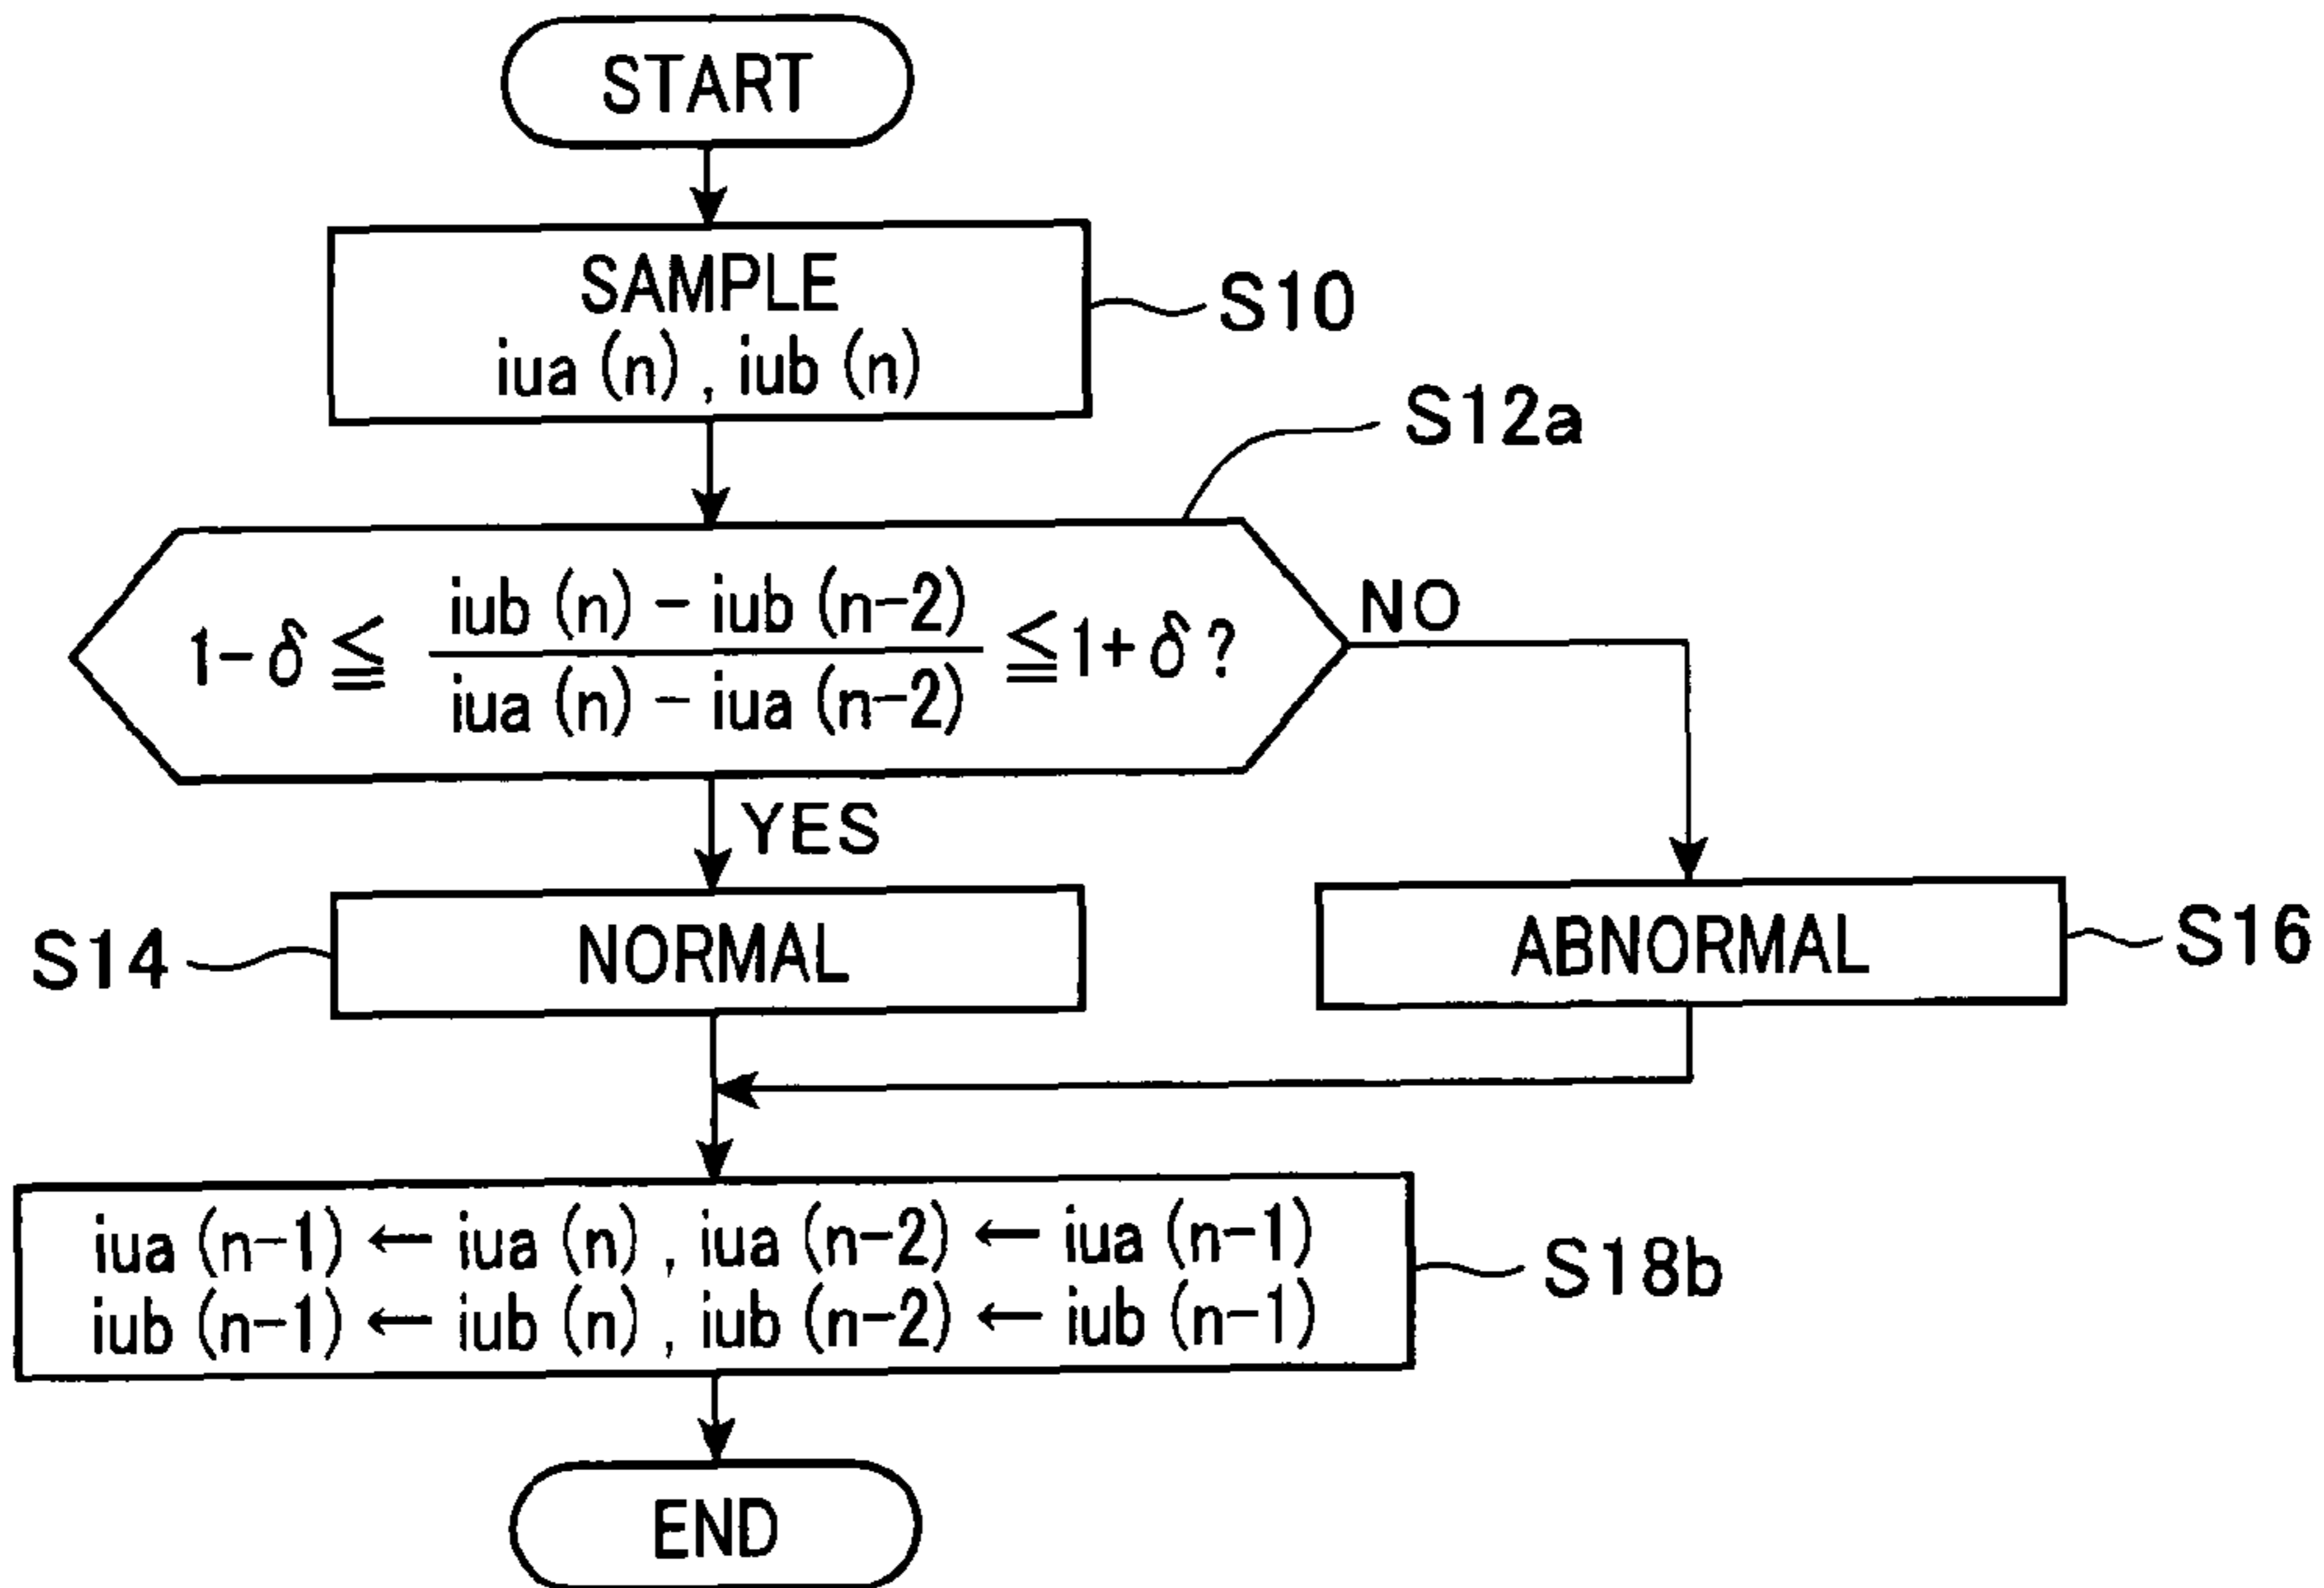 START
SAMPLE
iua (n) , iub (n)
S10
S12a
1−δ ≦ iub (n) − iub (n−2) / iua (n) − iua (n−2) ≦ 1+δ ?
NO
YES
S14
NORMAL
ABNORMAL
S16
iua (n−1) ← iua (n) , iua (n−2) ← iua (n−1)
iub (n−1) ← iub (n) , iub (n−2) ← iub (n−1)
S18b
END